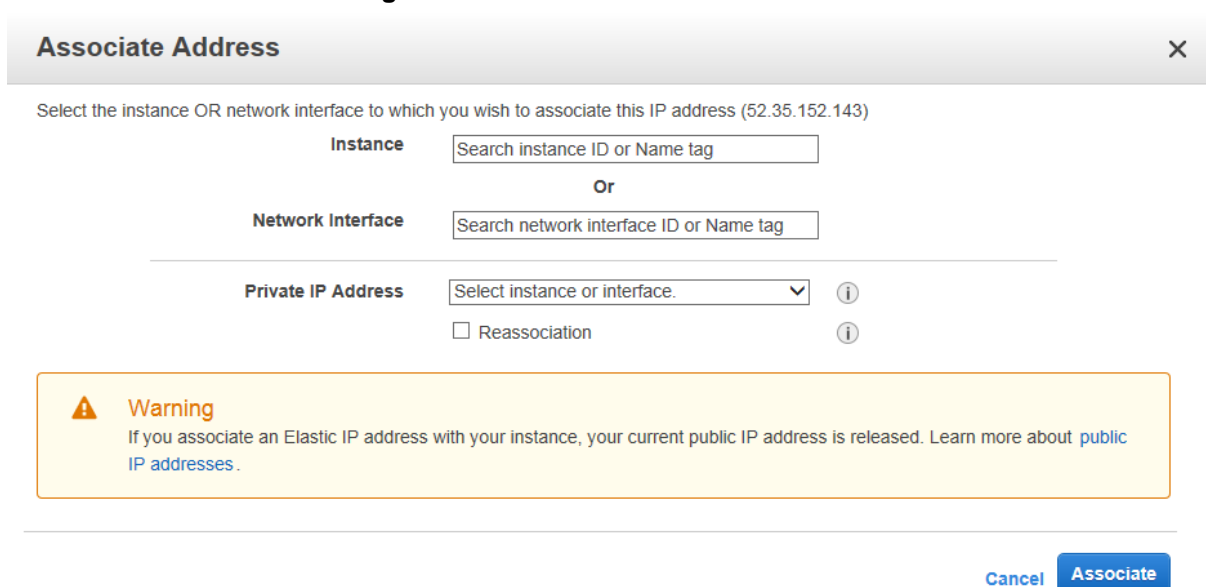 Associate Address
Select the instance OR network interface to which you wish to associate this IP address (52.35.152.143)
Instance
Search instance ID or Name tag
Or
Network Interface
Search network interface ID or Name tag
Private IP Address
Select instance or interface.
Reassociation
Warning
If you associate an Elastic IP address with your instance, your current public IP address is released. Learn more about public
IP addresses.
Cancel
Associate